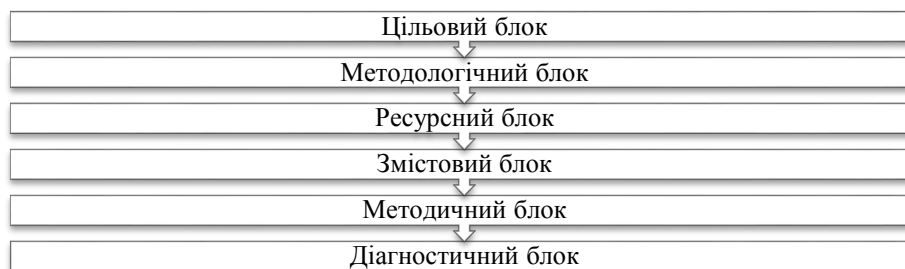 Цільовий блок
Методологічний блок
Ресурсний блок
Змістовий блок
Методичний блок
Діагностичний блок